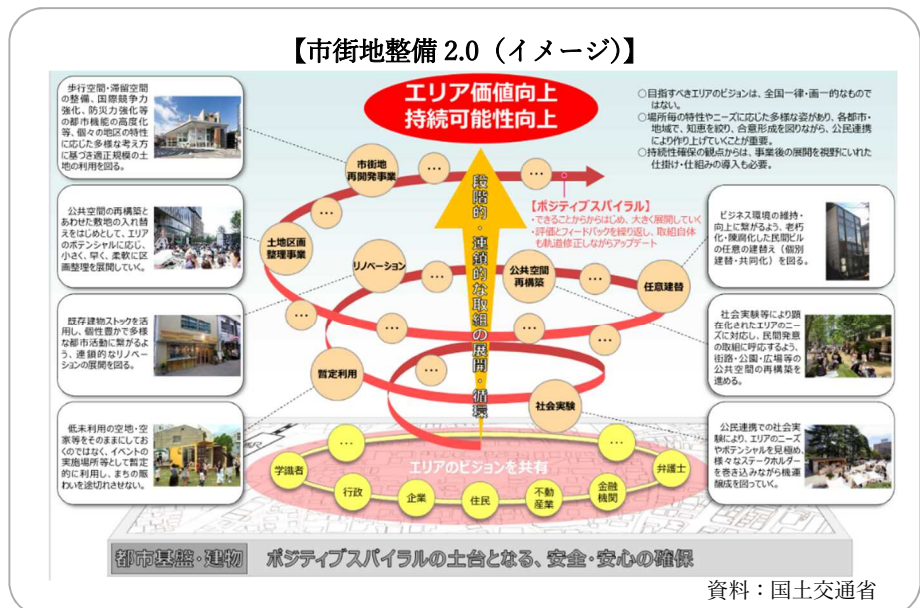 【市街地整備 2.0（イメージ）】
歩行空間・滞留空間
の整備、国際競争力
強化、防災力強化等
の都市機能の高度化
等、個々の地区の特性
に応じた多様な考え方
に基づき適正規模の土
地の利用を図る。
公共空間の再構築と
あわせた敷地の入れ替
えをはじめとして、エリア
のポテンシャルに応じ、
小さく、早く、柔軟に区
画整理を展開していく。
既存建物ストックを活
用し、個性豊かで多様
な都市活動に繋がるよ
う、連鎖的なリノベー
ションの展開を図る。
低未利用の空地・空
家等をそのままにしてお
くのではなく、イベントの
実施場所等として暫定
的に利用し、まちの賑
わいを途切れさせない。
エリア価値向上
持続可能性向上
○目指すべきエリアのビジョンは、全国一律・画一的なもので
はない。
○場所毎の特性やニーズに応じた多様な姿があり、各都市・
地域で、知恵を絞り、合意形成を図りながら、公民連携
により作り上げていくことが重要。
○持続性確保の観点からは、事業後の展開を視野にいれた
仕掛け・仕組みの導入も必要。
市街地
再開発事業
…
…
…
【ポジティブスパイラル】
・できることからからはじめ、大きく展開していく
・評価とフィードバックを繰り返し、取組自体
も軌道修正しながらアップデート
段階的・連鎖的な取組の展開・循環
土地区画
整理事業
リノベーション
…
公共空間
再構築
…
任意建替
…
…
…
…
暫定利用
…
社会実験
ビジネス環境の維持・
向上に繋がるよう、老朽
化・陳腐化した民間ビル
の任意の建替え（個別
建替・共同化）を図る。
社会実験等により顕
在化されたエリアのニー
ズに対応し、民間発意
の取組に呼応するよう、
街路・公園・広場等の
公共空間の再構築を
進める。
公民連携での社会実
験により、エリアのニーズ
やポテンシャルを見極め、
様々なステークホルダー
を巻き込みながら機運
醸成を図っていく。
エリアのビジョンを共有
…
…
学識者
行政
企業
住民
不動
産業
金融
機関
弁護士
都市基盤・建物
ポジティブスパイラルの土台となる、安全・安心の確保
資料：国土交通省